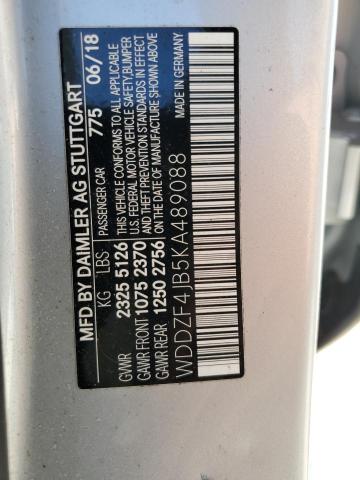 MFD BY DAIMLER AG STUTTGART
PASSENGER CAR 775 06/18
KG LBS
GVWR 2325 5126
GAWR FRONT 1075 2370
GAWR REAR 1250 2756
THIS VEHICLE CONFORMS TO ALL APPLICABLE
U.S. FEDERAL MOTOR VEHICLE SAFETY,BUMPER
AND THEFT PREVENTION STANDARDS IN EFFECT
ON THE DATE OF MANUFACTURE SHOWN ABOVE
MADE IN GERMANY
WDDZF4JB5KA489088